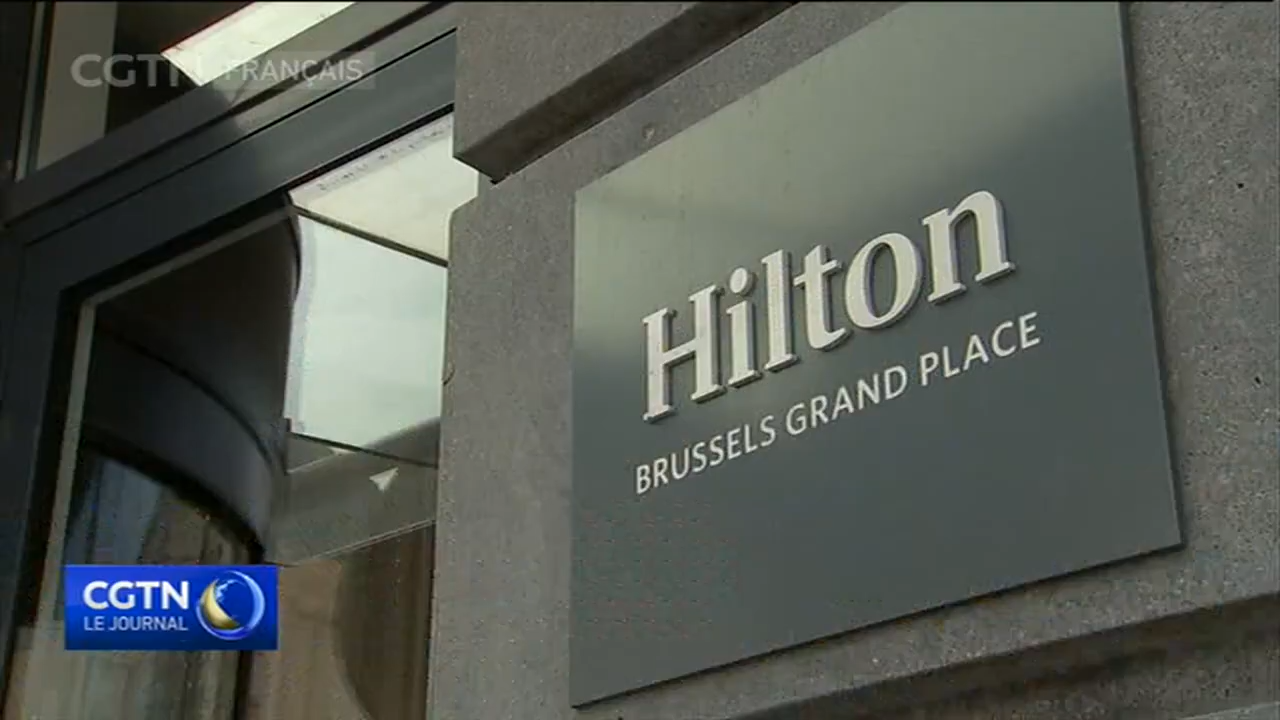 CGTN FRANÇAIS
Hilton
BRUSSELS GRAND PLACE
CGTN
LE JOURNAL